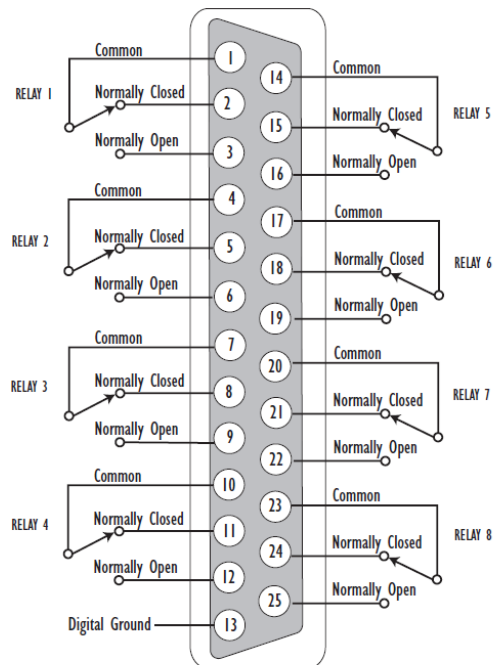 Common 1
RELAY 1 Normally Closed 2
Normally Open 3
Common 4
RELAY 2 Normally Closed 5
Normally Open 6
Common 7
RELAY 3 Normally Closed 8
Normally Open 9
Common 10
RELAY 4 Normally Closed 11
Normally Open 12
Digital Ground 13
14 Common
15 Normally Closed RELAY 5
16 Normally Open
17 Common
18 Normally Closed RELAY 6
19 Normally Open
20 Common
21 Normally Closed RELAY 7
22 Normally Open
23 Common
24 Normally Closed RELAY 8
25 Normally Open